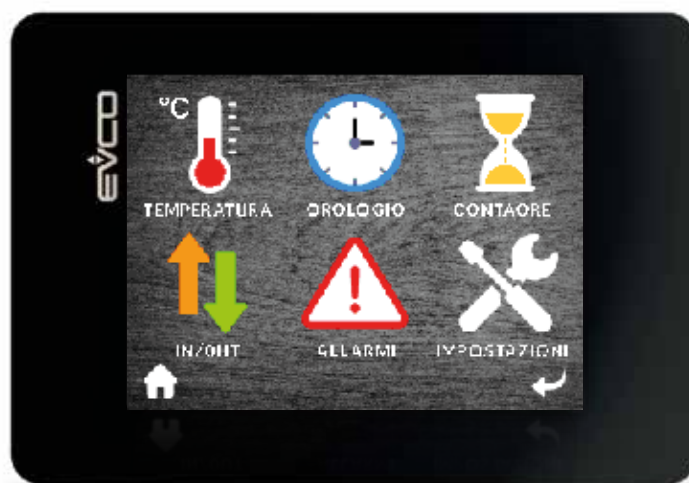 EVCO
°C
TEMPERATURA OROLOGIO CONTAORE
IN/OUT ALLARMI IMPOSTAZIONI